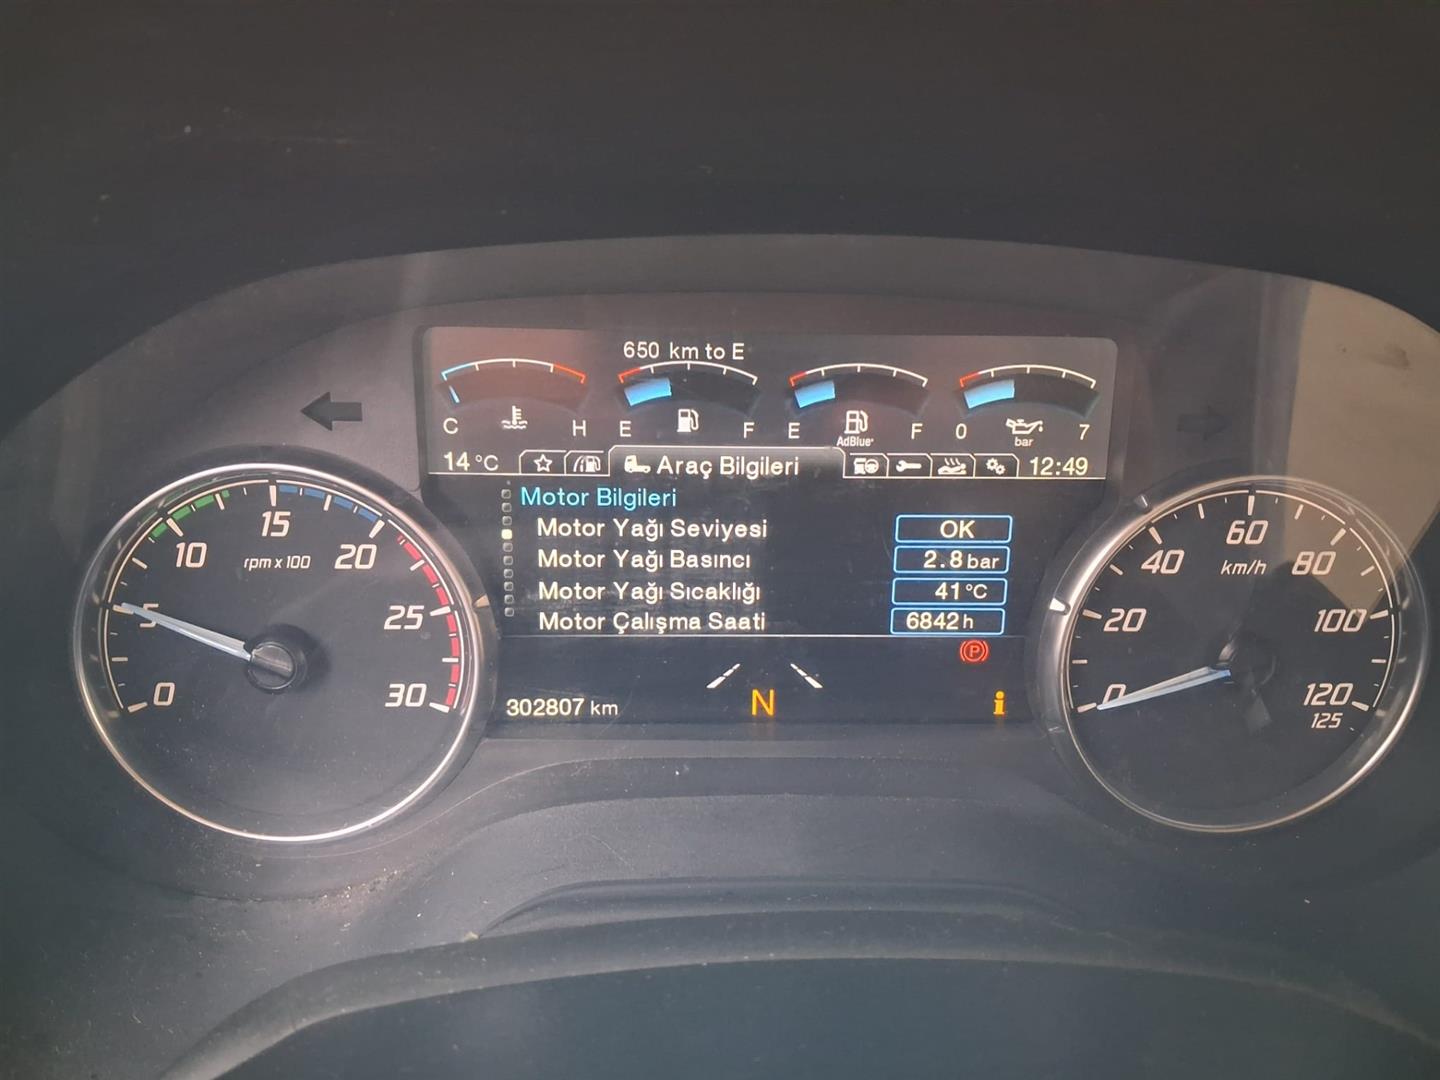 650 km to E
C H E F E AdBlue® F 0 bar 7
14 °C Araç Bilgileri 12:49
Motor Bilgileri
Motor Yağı Seviyesi OK
Motor Yağı Basıncı 2.8 bar
Motor Yağı Sıcaklığı 41 °C
Motor Çalışma Saati 6842 h
P
302807 km N i
0 5 10 15 20 25 30
rpm x 100
0 20 40 60 80 100 120
125
km/h